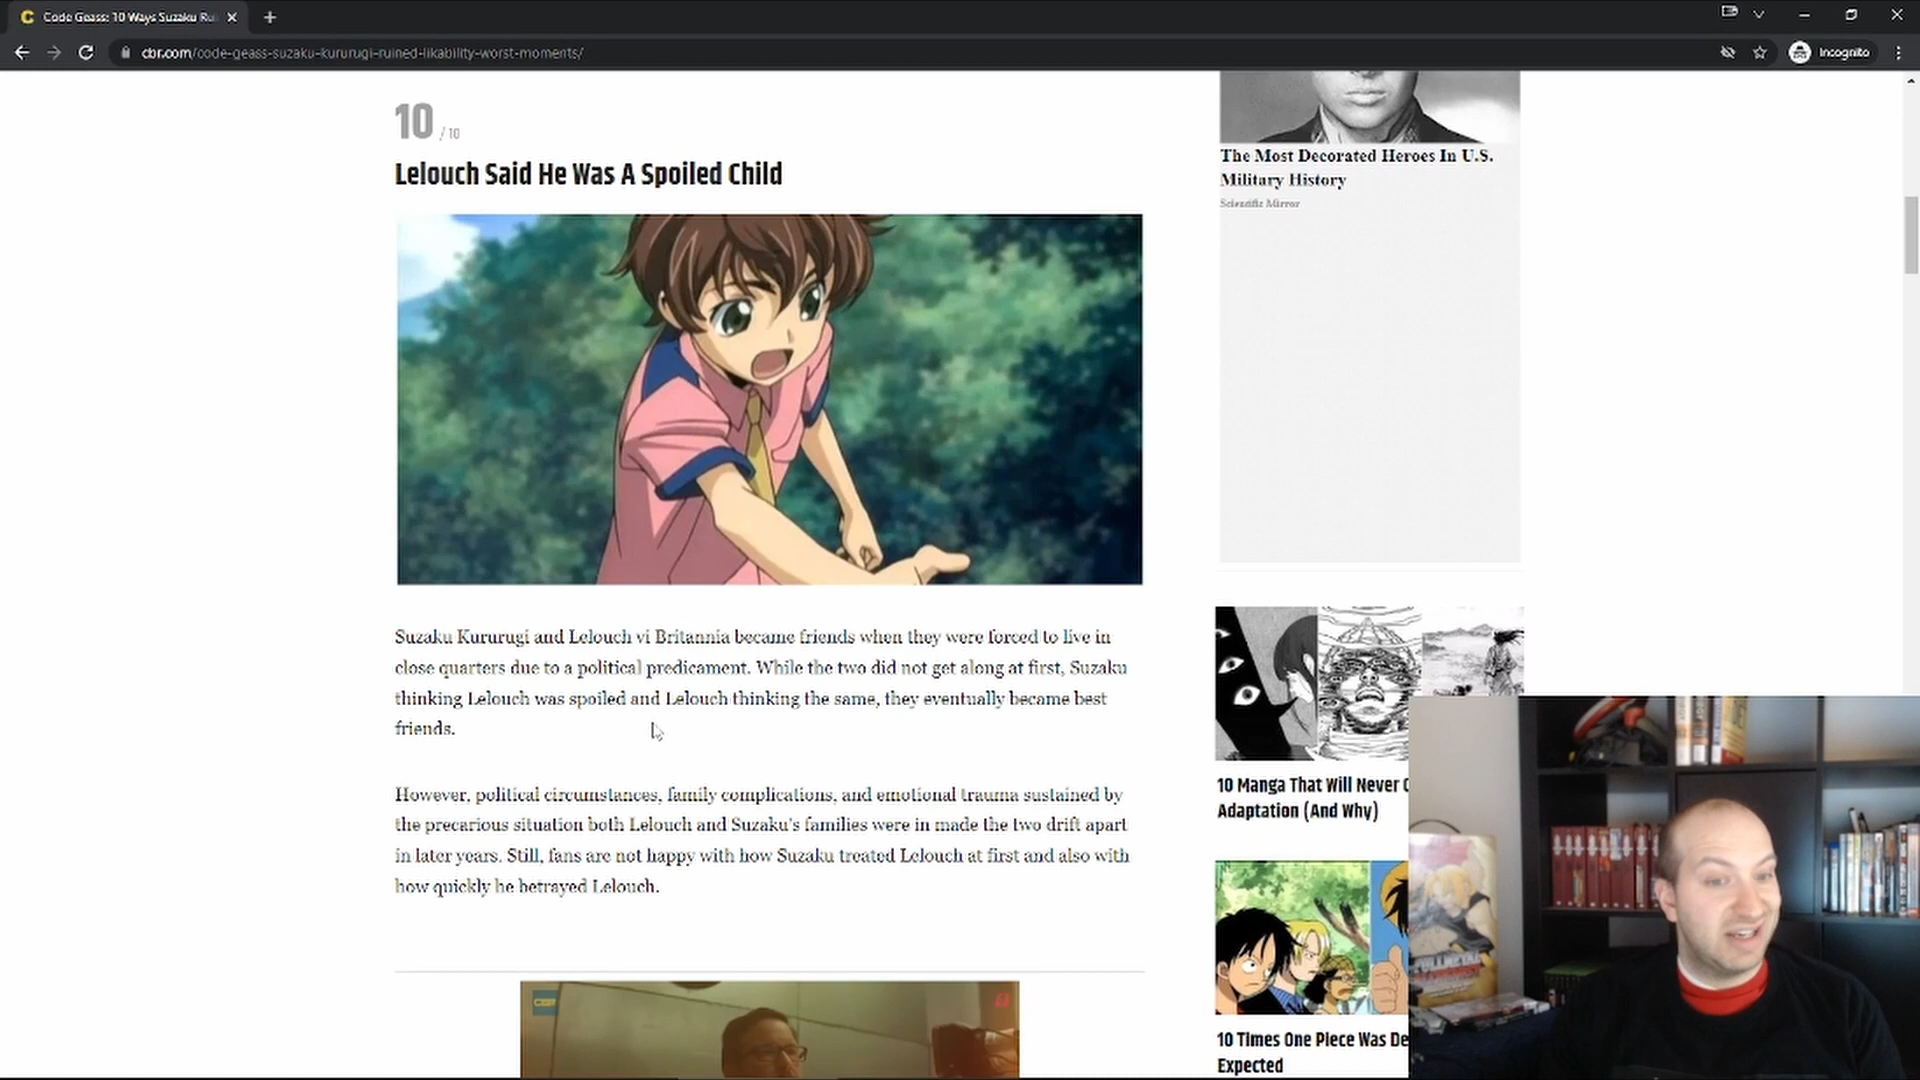 Code Geass: 10 Ways Suzaku Ru
cbr.com/code-geass-suzaku-kururugi-ruined-likability-worst-moments/
Incognito
10 / 10
Lelouch Said He Was A Spoiled Child
Suzaku Kururugi and Lelouch vi Britannia became friends when they were forced to live in
close quarters due to a political predicament. While the two did not get along at first, Suzaku
thinking Lelouch was spoiled and Lelouch thinking the same, they eventually became best
friends.
However, political circumstances, family complications, and emotional trauma sustained by
the precarious situation both Lelouch and Suzaku's families were in made the two drift apart
in later years. Still, fans are not happy with how Suzaku treated Lelouch at first and also with
how quickly he betrayed Lelouch.
CBR
The Most Decorated Heroes In U.S.
Military History
Scientific Mirror
10 Manga That Will Never
Adaptation (And Why)
10 Times One Piece Was
Expected
FULLMETAL